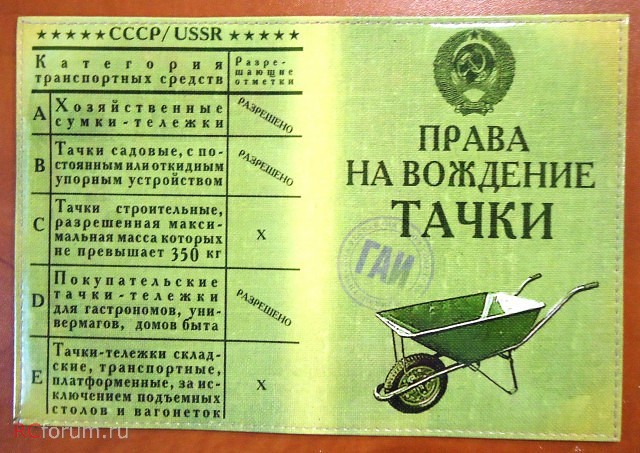 ★★★★★СССР/USSR★★★★★
Категория
транспортных средств
Разре-
шающие
отметки
A
Хозяйственные
сумки-тележки
РАЗРЕШЕНО
B
Тачки садовые, с по-
стоянным или откидным
упорным устройством
РАЗРЕШЕНО
C
Тачки строительные,
разрешенная макси-
мальная масса которых
не превышает 350 кг
X
D
Покупательские
тачки-тележки
для гастрономов, уни-
вермагов, домов быта
РАЗРЕШЕНО
E
Тачки-тележки склад-
ские, транспортные,
платформенные, за ис-
ключением подъемных
столов и вагонеток
X
ПРАВА
НА ВОЖДЕНИЕ
ТАЧКИ
ГАИ
forum.ru